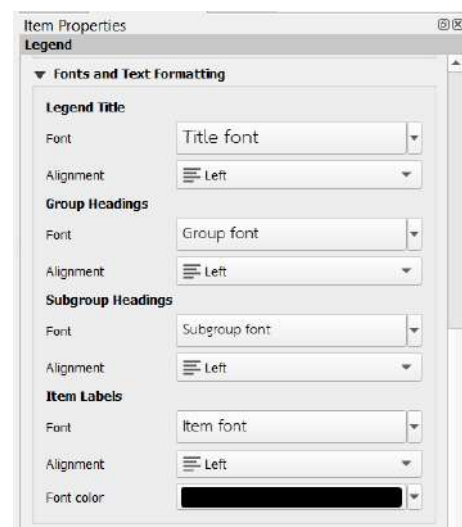 Item Properties
Legend
Fonts and Text Formatting
Legend Title
Font Title font
Alignment Left
Group Headings
Font Group font
Alignment Left
Subgroup Headings
Font Subgroup font
Alignment Left
Item Labels
Font Item font
Alignment Left
Font color